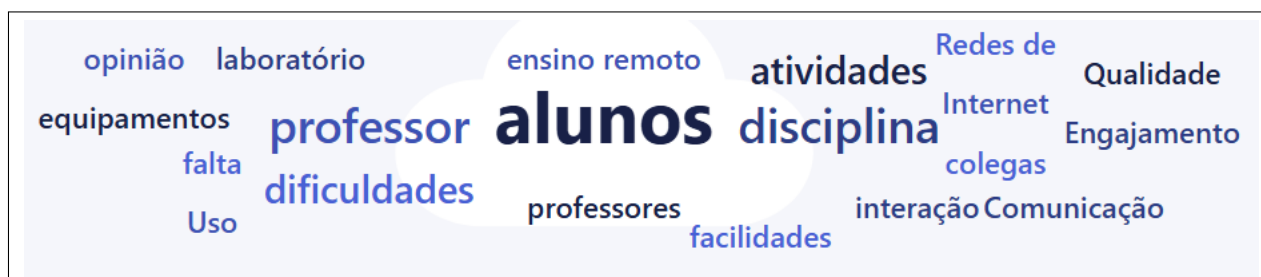 opinião laboratório ensino remoto atividades Redes de
Qualidade
equipamentos professor alunos disciplina Internet
Engajamento
falta dificuldades colegas
Uso professores interação Comunicação
facilidades